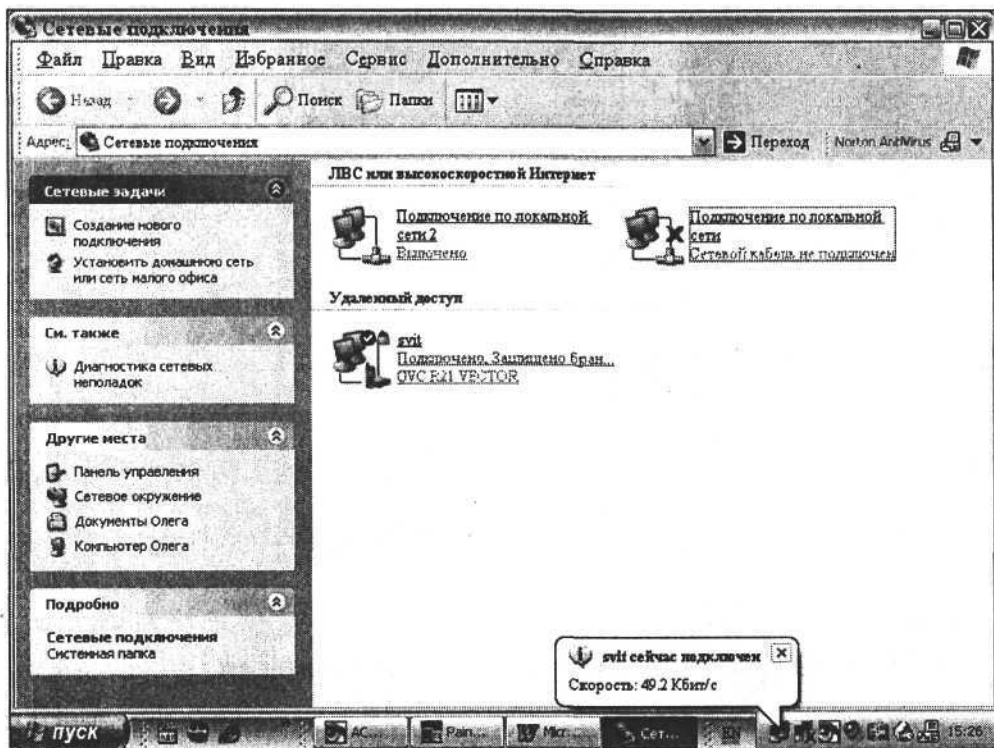 Сетевые подключения
Файл Правка Вид Избранное Сервис Дополнительно Справка
Назад Поиск Папки
Адрес: Сетевые подключения Переход Norton AntiVirus
Сетевые задачи
Создание нового
подключения
Установить домашнюю сеть
или сеть малого офиса
См. также
Диагностика сетевых
неполадок
Другие места
Панель управления
Сетевое окружение
Документы Олега
Компьютер Олега
Подробно
Сетевые подключения
Системная папка
ЛВС или высокоскоростной Интернет
Подключение по локальной
сети 2
Включено
Подключение по локальной
сети
Сетевой кабель не подключен
Удаленный доступ
svit
Подключено, Защищено бран...
OVC R21 VECTOR
svit сейчас подключен
Скорость: 49.2 Кбит/с
пуск AC... Pain... Micr... Сет... EN 15:26